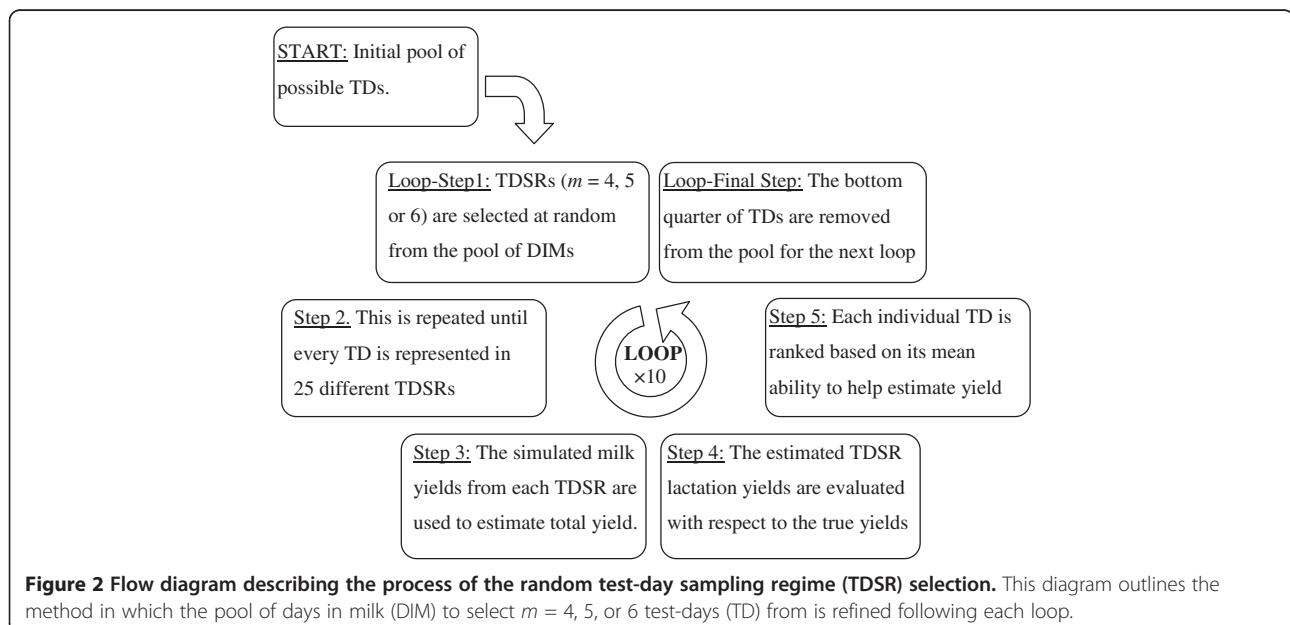 START: Initial pool of
possible TDs.
Loop-Step1: TDSRs (m = 4, 5
or 6) are selected at random
from the pool of DIMs
Loop-Final Step: The bottom
quarter of TDs are removed
from the pool for the next loop
Step 2. This is repeated until
every TD is represented in
25 different TDSRs
LOOP
×10
Step 5: Each individual TD is
ranked based on its mean
ability to help estimate yield
Step 3: The simulated milk
yields from each TDSR are
used to estimate total yield.
Step 4: The estimated TDSR
lactation yields are evaluated
with respect to the true yields
Figure 2 Flow diagram describing the process of the random test-day sampling regime (TDSR) selection. This diagram outlines the
method in which the pool of days in milk (DIM) to select m = 4, 5, or 6 test-days (TD) from is refined following each loop.